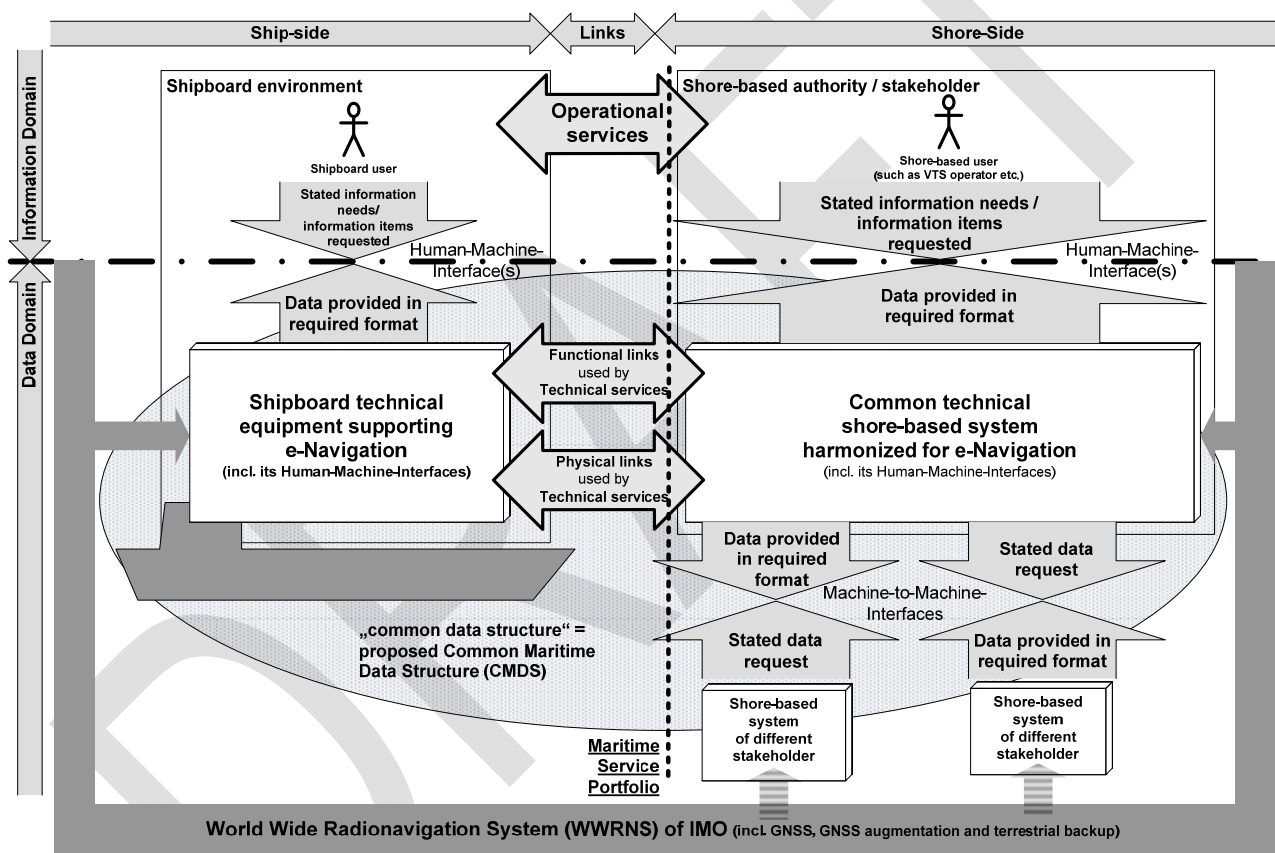 Ship-side
Links
Shore-Side
Information Domain
Data Domain
Shipboard environment
Shipboard user
Stated information
needs/
information items
requested
Human-Machine-
Interface(s)
Data provided in
required format
Shipboard technical
equipment supporting
e-Navigation
(incl. its Human-Machine-Interfaces)
Operational
services
Functional links
used by
Technical services
Physical links
used by
Technical services
Shore-based authority / stakeholder
Shore-based user
(such as VTS operator etc.)
Stated information needs /
information items
requested
Human-Machine-
Interface(s)
Data provided in
required format
Common technical
shore-based system
harmonized for e-Navigation
(incl. its Human-Machine-Interfaces)
Data provided
in required
format
Stated data
request
Machine-to-Machine-
Interfaces
Stated data
request
Data provided in
required format
„common data structure“ =
proposed Common Maritime
Data Structure (CMDS)
Shore-based
system
of different
stakeholder
Shore-based
system
of different
stakeholder
Maritime
Service
Portfolio
World Wide Radionavigation System (WWRNS) of IMO (incl. GNSS, GNSS augmentation and terrestrial backup)
DRAFT